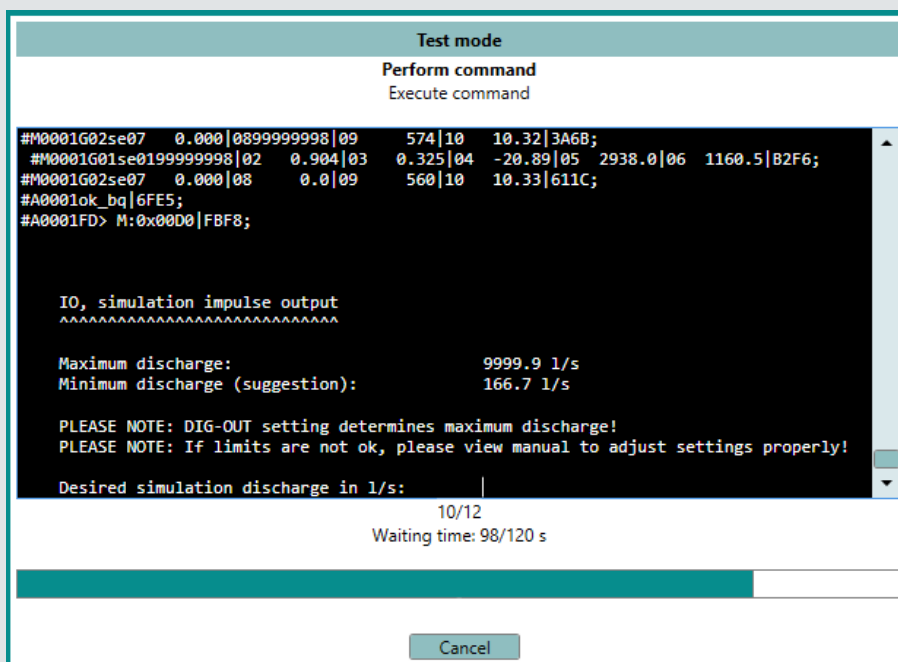 Test mode
Perform command
Execute command
#M0001G02se07   0.000|0899999998|09     574|10   10.32|3A6B;
#M0001G01se0199999998|02   0.904|03   0.325|04  -20.89|05  2938.0|06  1160.5|B2F6;
#M0001G02se07   0.000|08     0.0|09     560|10   10.33|611C;
#A0001ok_bq|6FE5;
#A0001FD> M:0x00D0|FBF8;
IO, simulation impulse output
^^^^^^^^^^^^^^^^^^^^^^^^^^^^^
Maximum discharge:                          9999.9 l/s
Minimum discharge (suggestion):             166.7 l/s
PLEASE NOTE: DIG-OUT setting determines maximum discharge!
PLEASE NOTE: If limits are not ok, please view manual to adjust settings properly!
Desired simulation discharge in l/s:
10/12
Waiting time: 98/120 s
Cancel